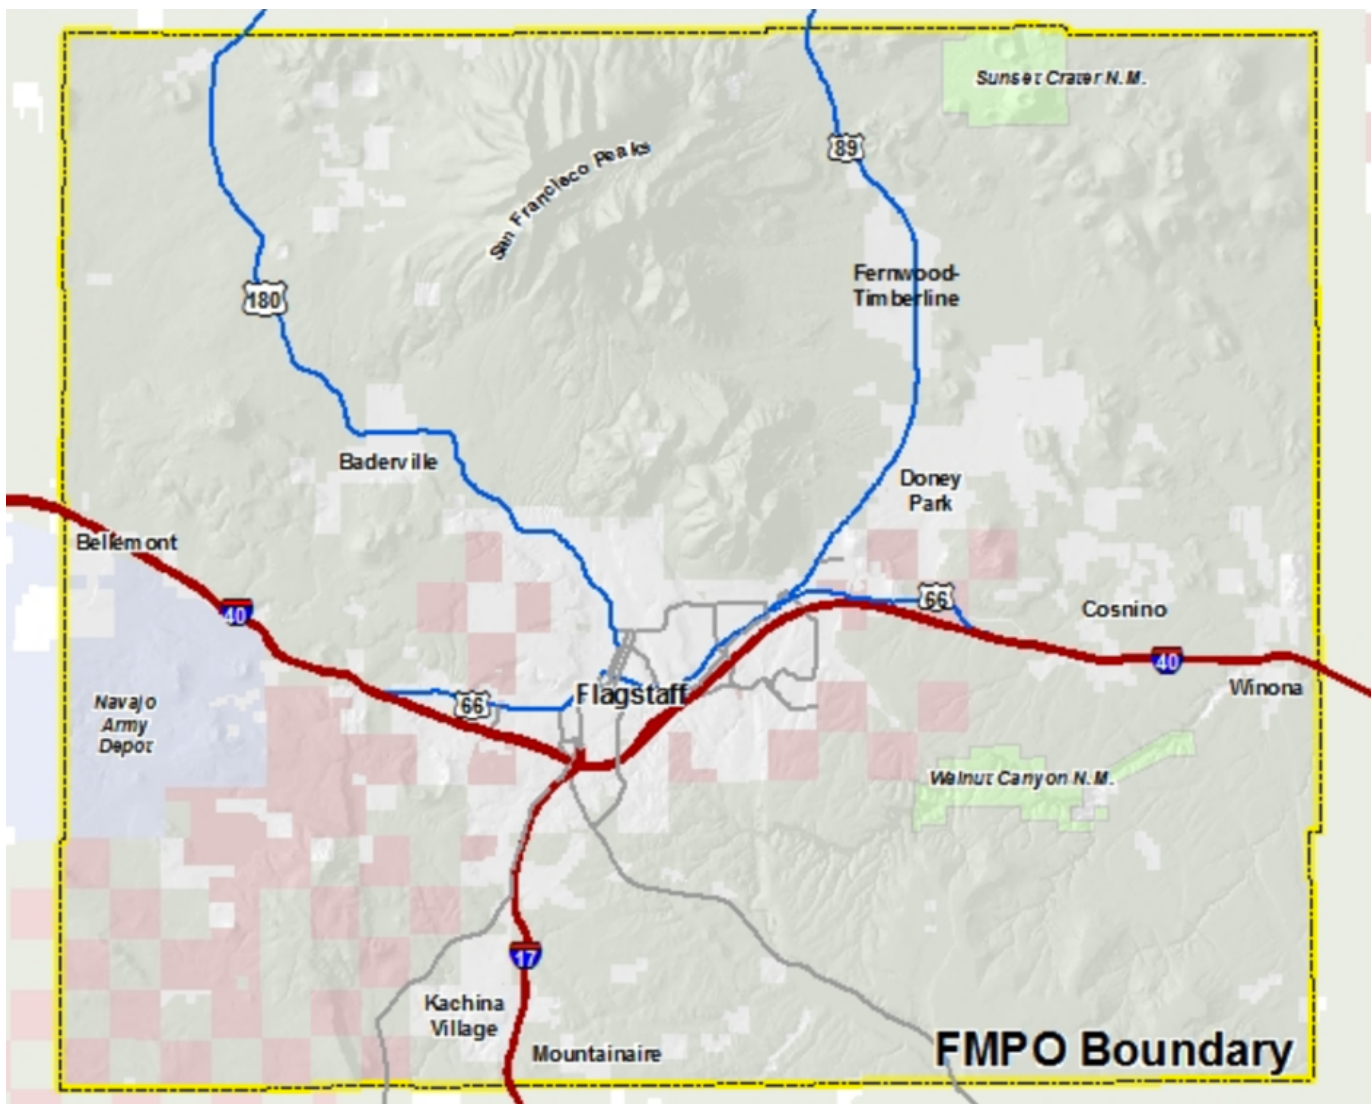 Sunset Crater N.M.
89
San Francisco Peaks
Fernwood-
Timberline
180
Baderville
Doney
Park
Bellemont
66
40
Cosnino
40
Winona
Flagstaff
66
Navajo
Army
Depot
Walnut Canyon N.M.
17
Kachina
Village
Mountainaire
FMPO Boundary